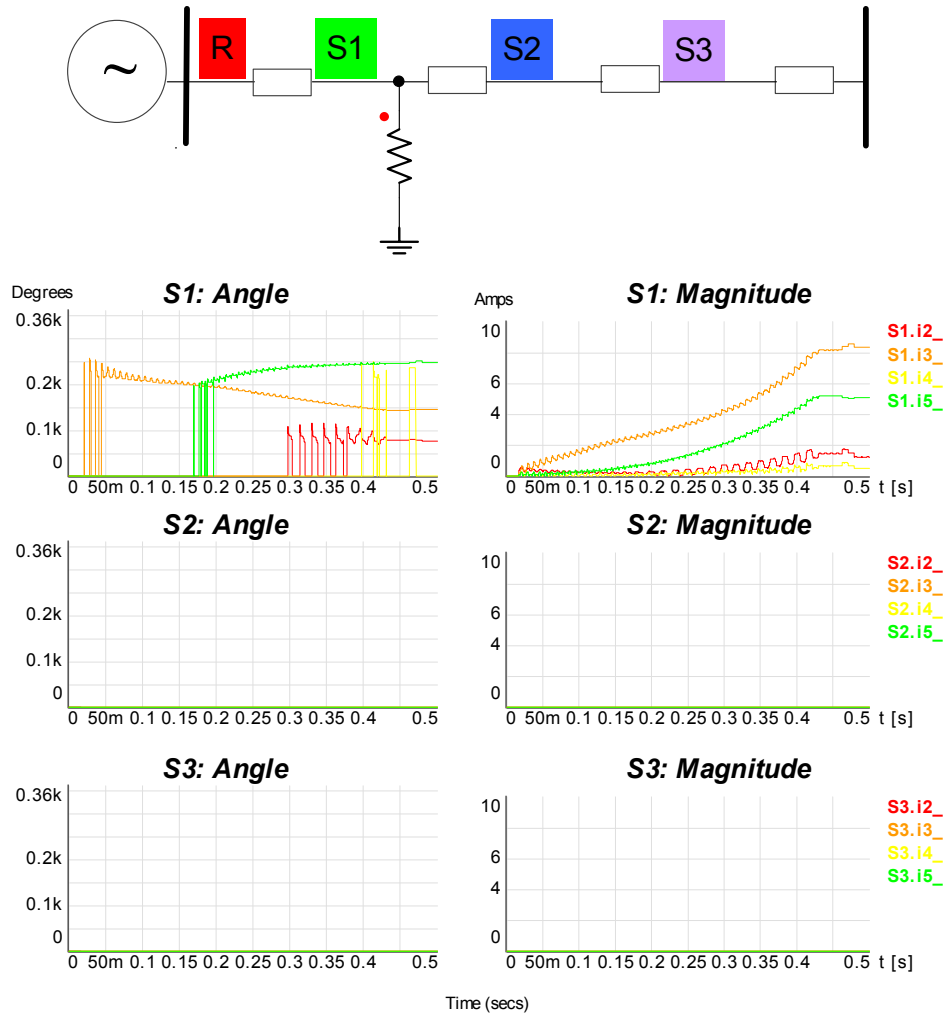 R
S1
S2
S3
~
Degrees
S1: Angle
0.36k
0.2k
0.1k
0
0 50m 0.1 0.15 0.2 0.3 0.35 0.4 0.5
Amps
S1: Magnitude
10
6
4
0
0 50m 0.1 0.15 0.2 0.25 0.3 0.35 0.4 0.5 t [s]
S1.i2_
S1.i3_
S1.i4_
S1.i5_
S2: Angle
0.36k
0.2k
0.1k
0
0 50m 0.1 0.15 0.2 0.3 0.35 0.4 0.5
S2: Magnitude
10
6
4
0
0 50m 0.1 0.15 0.2 0.25 0.3 0.35 0.4 0.5 t [s]
S2.i2_
S2.i3_
S2.i4_
S2.i5_
S3: Angle
0.36k
0.2k
0.1k
0
0 50m 0.1 0.15 0.2 0.3 0.35 0.4 0.5
S3: Magnitude
10
6
4
0
0 50m 0.1 0.15 0.2 0.25 0.3 0.35 0.4 0.5 t [s]
S3.i2_
S3.i3_
S3.i4_
S3.i5_
Time (secs)